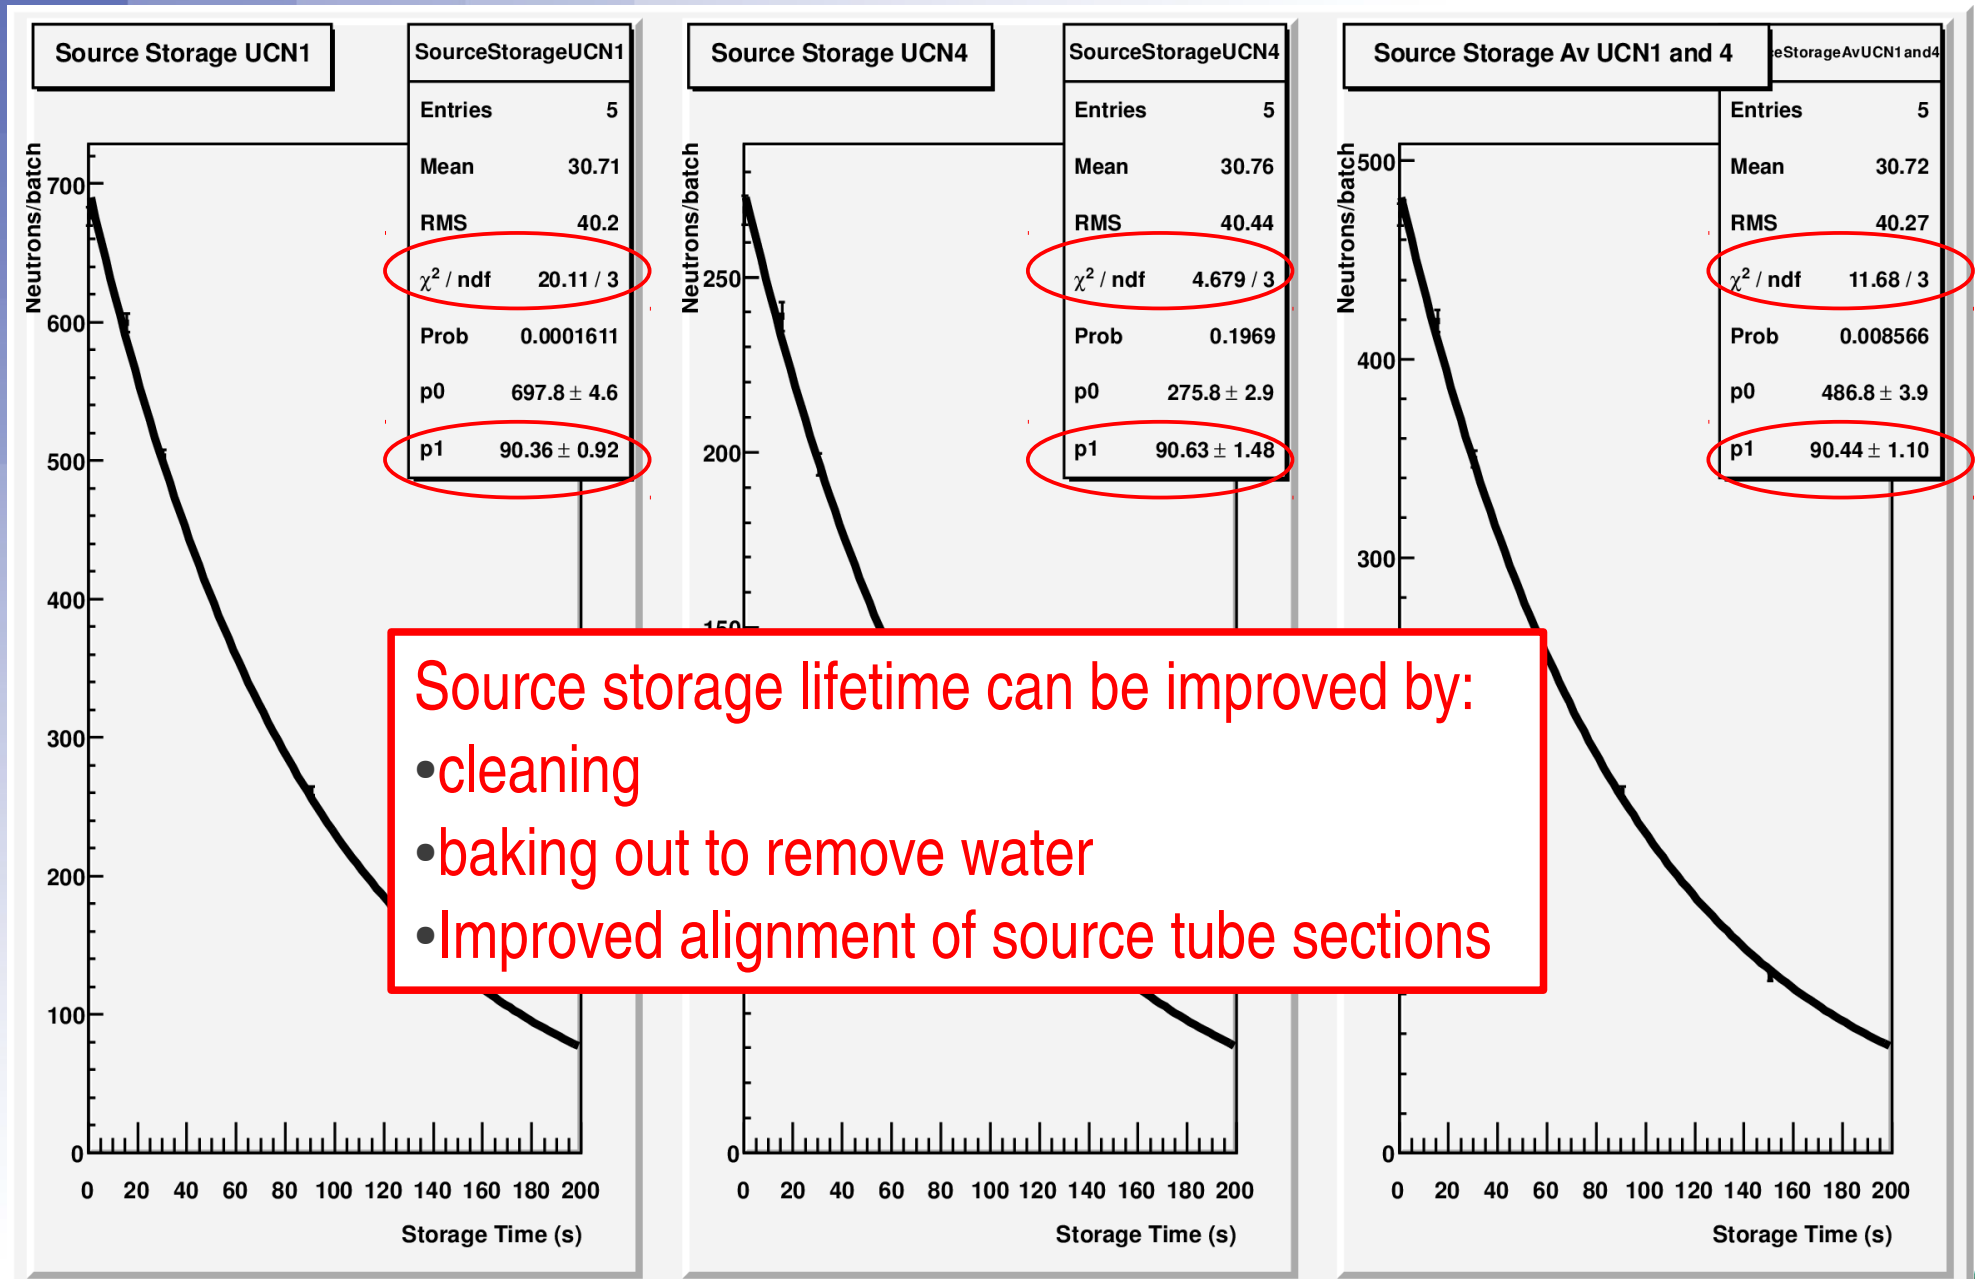 Source Storage UCN1
SourceStorageUCN1
Entries 5
Mean 30.71
RMS 40.2
χ² / ndf 20.11 / 3
Prob 0.0001611
p0 697.8 ± 4.6
p1 90.36 ± 0.92
Neutrons/batch
700
600
500
400
300
200
100
0
0 20 40 60 80 100 120 140 160 180 200
Storage Time (s)
Source Storage UCN4
SourceStorageUCN4
Entries 5
Mean 30.76
RMS 40.44
χ² / ndf 4.679 / 3
Prob 0.1969
p0 275.8 ± 2.9
p1 90.63 ± 1.48
Neutrons/batch
250
200
150
0
0 20 40 60 80 100 120 140 160 180 200
Storage Time (s)
Source Storage Av UCN1 and 4
eStorageAvUCN1and4
Entries 5
Mean 30.72
RMS 40.27
χ² / ndf 11.68 / 3
Prob 0.008566
p0 486.8 ± 3.9
p1 90.44 ± 1.10
Neutrons/batch
500
400
300
0
0 20 40 60 80 100 120 140 160 180 200
Storage Time (s)
Source storage lifetime can be improved by:
•cleaning
•baking out to remove water
•Improved alignment of source tube sections